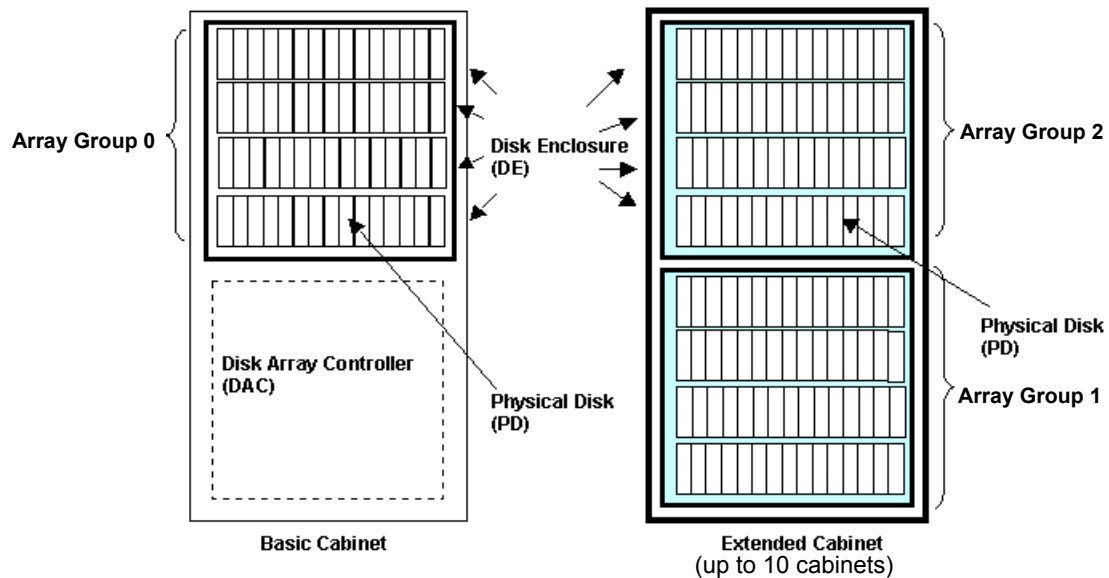 Array Group 0
Disk Enclosure
(DE)
Array Group 2
Disk Array Controller
(DAC)
Physical Disk
(PD)
Physical Disk
(PD)
Array Group 1
Basic Cabinet
Extended Cabinet
(up to 10 cabinets)